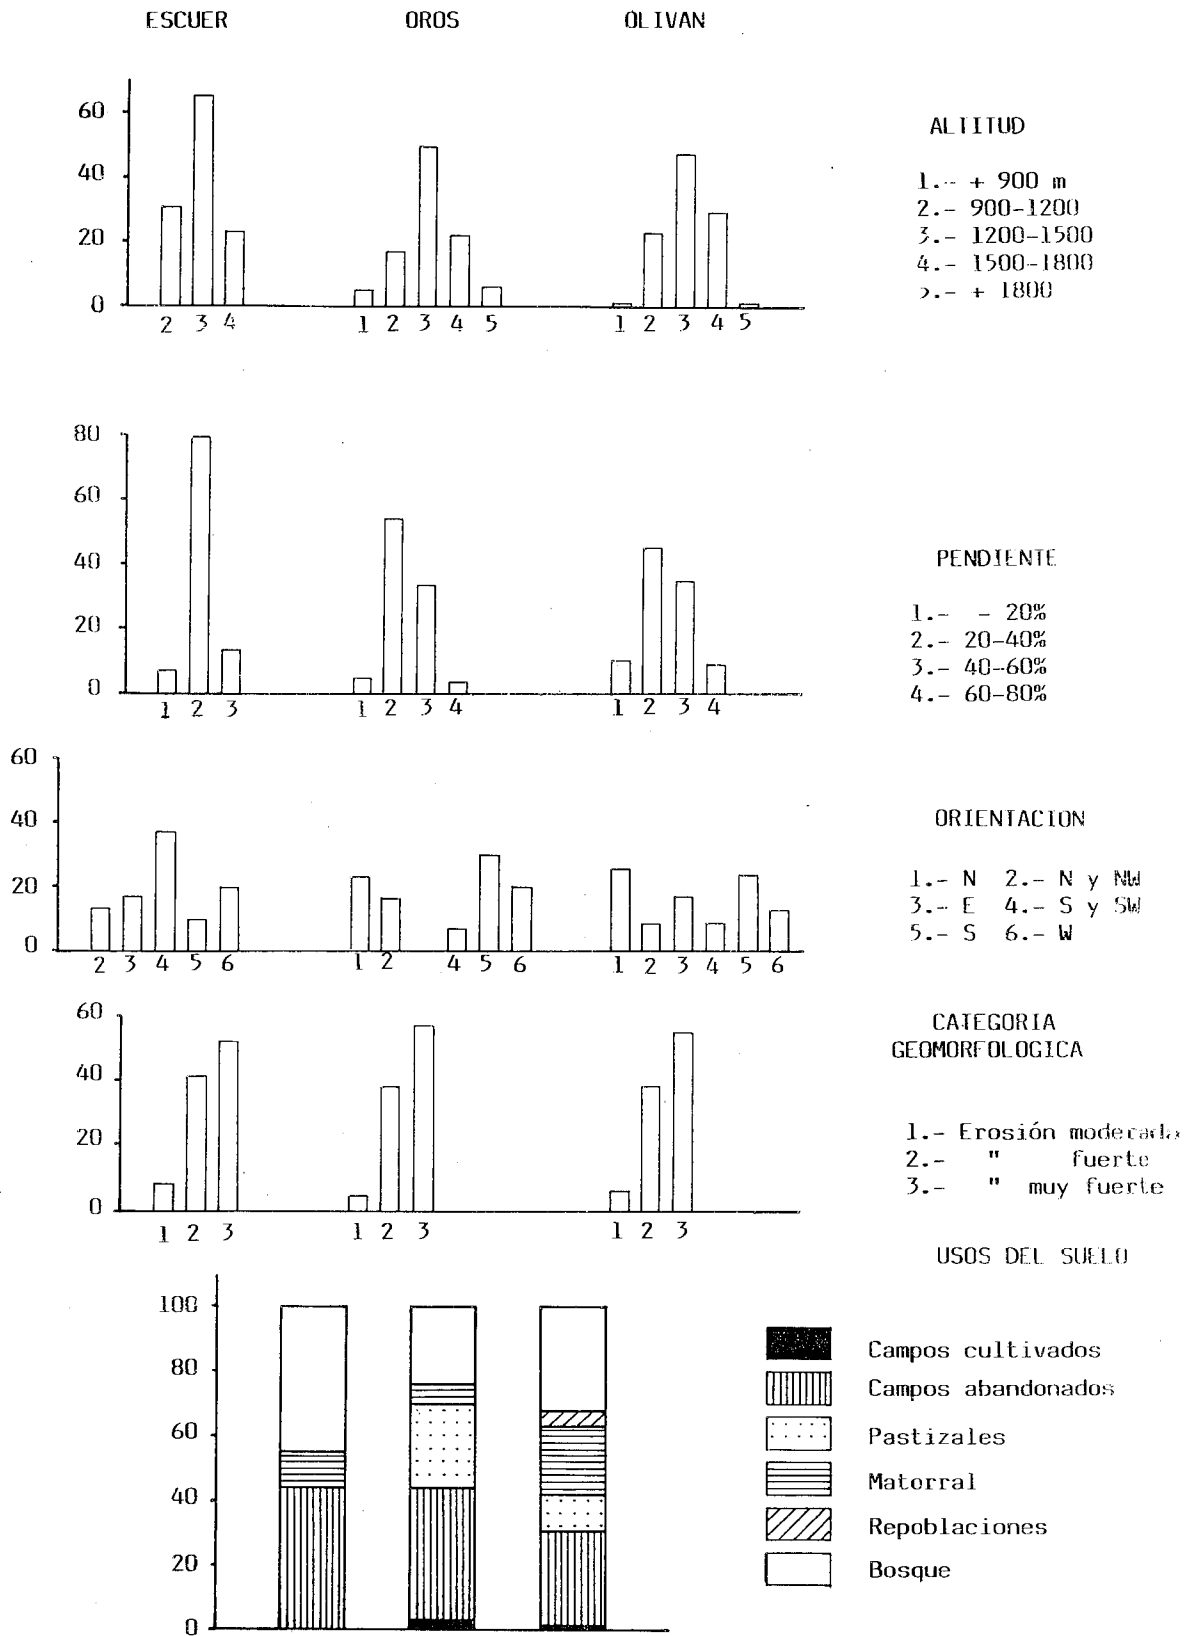 ESCUER OROS OLIVAN
60
40
20
0
2 3 4 1 2 3 4 5 1 2 3 4 5
ALTITUD
1.- + 900 m
2.- 900-1200
3.- 1200-1500
4.- 1500-1800
5.- + 1800
80
60
40
20
0
1 2 3 1 2 3 4 1 2 3 4
PENDIENTE
1.- - 20%
2.- 20-40%
3.- 40-60%
4.- 60-80%
60
40
20
0
2 3 4 5 6 1 2 4 5 6 1 2 3 4 5 6
ORIENTACION
1.- N 2.- N y NW
3.- E 4.- S y SW
5.- S 6.- W
60
40
20
0
1 2 3 1 2 3 1 2 3
CATEGORIA
GEOMORFOLOGICA
1.- Erosión moderada
2.- " fuerte
3.- " muy fuerte
USOS DEL SUELO
100
80
60
40
20
0
Campos cultivados
Campos abandonados
Pastizales
Matorral
Repoblaciones
Bosque